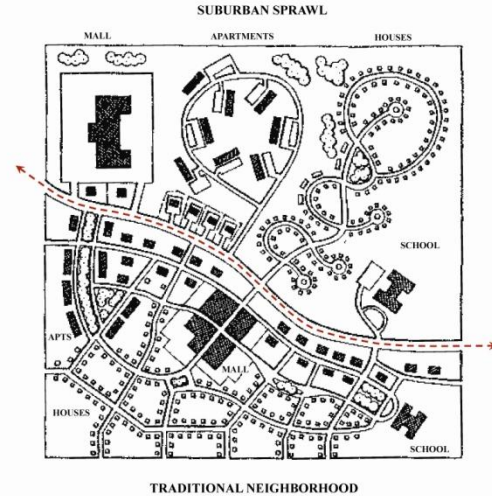 SUBURBAN SPRAWL
MALL
APARTMENTS
HOUSES
SCHOOL
APTS
MALL
HOUSES
SCHOOL
TRADITIONAL NEIGHBORHOOD